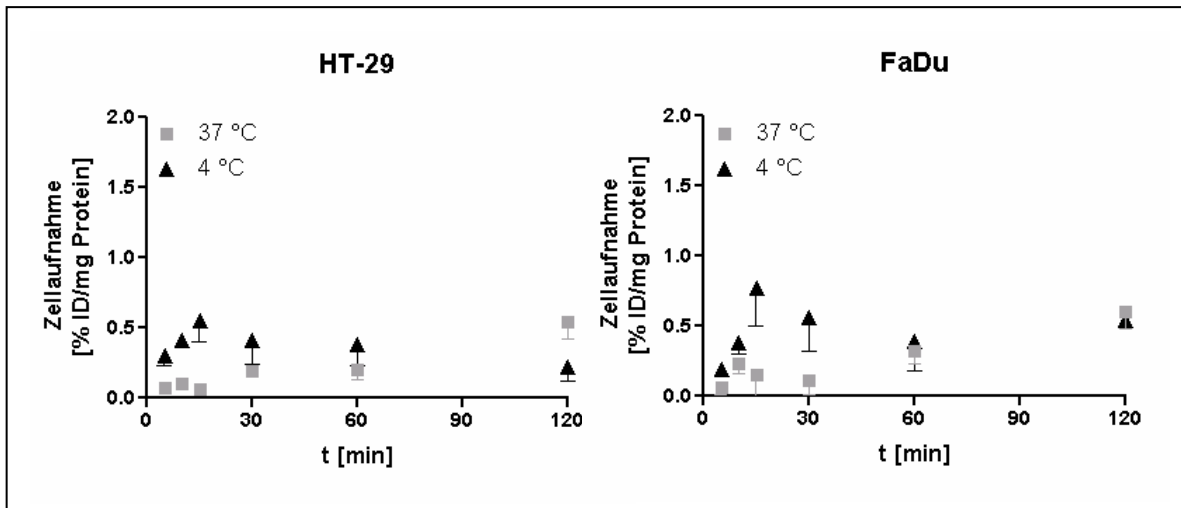 HT-29
37 °C
4 °C
Zellaufnahme
[% ID/mg Protein]
2.0
1.5
1.0
0.5
0.0
0 30 60 90 120
t [min]
FaDu
37 °C
4 °C
Zellaufnahme
[% ID/mg Protein]
2.0
1.5
1.0
0.5
0.0
0 30 60 90 120
t [min]